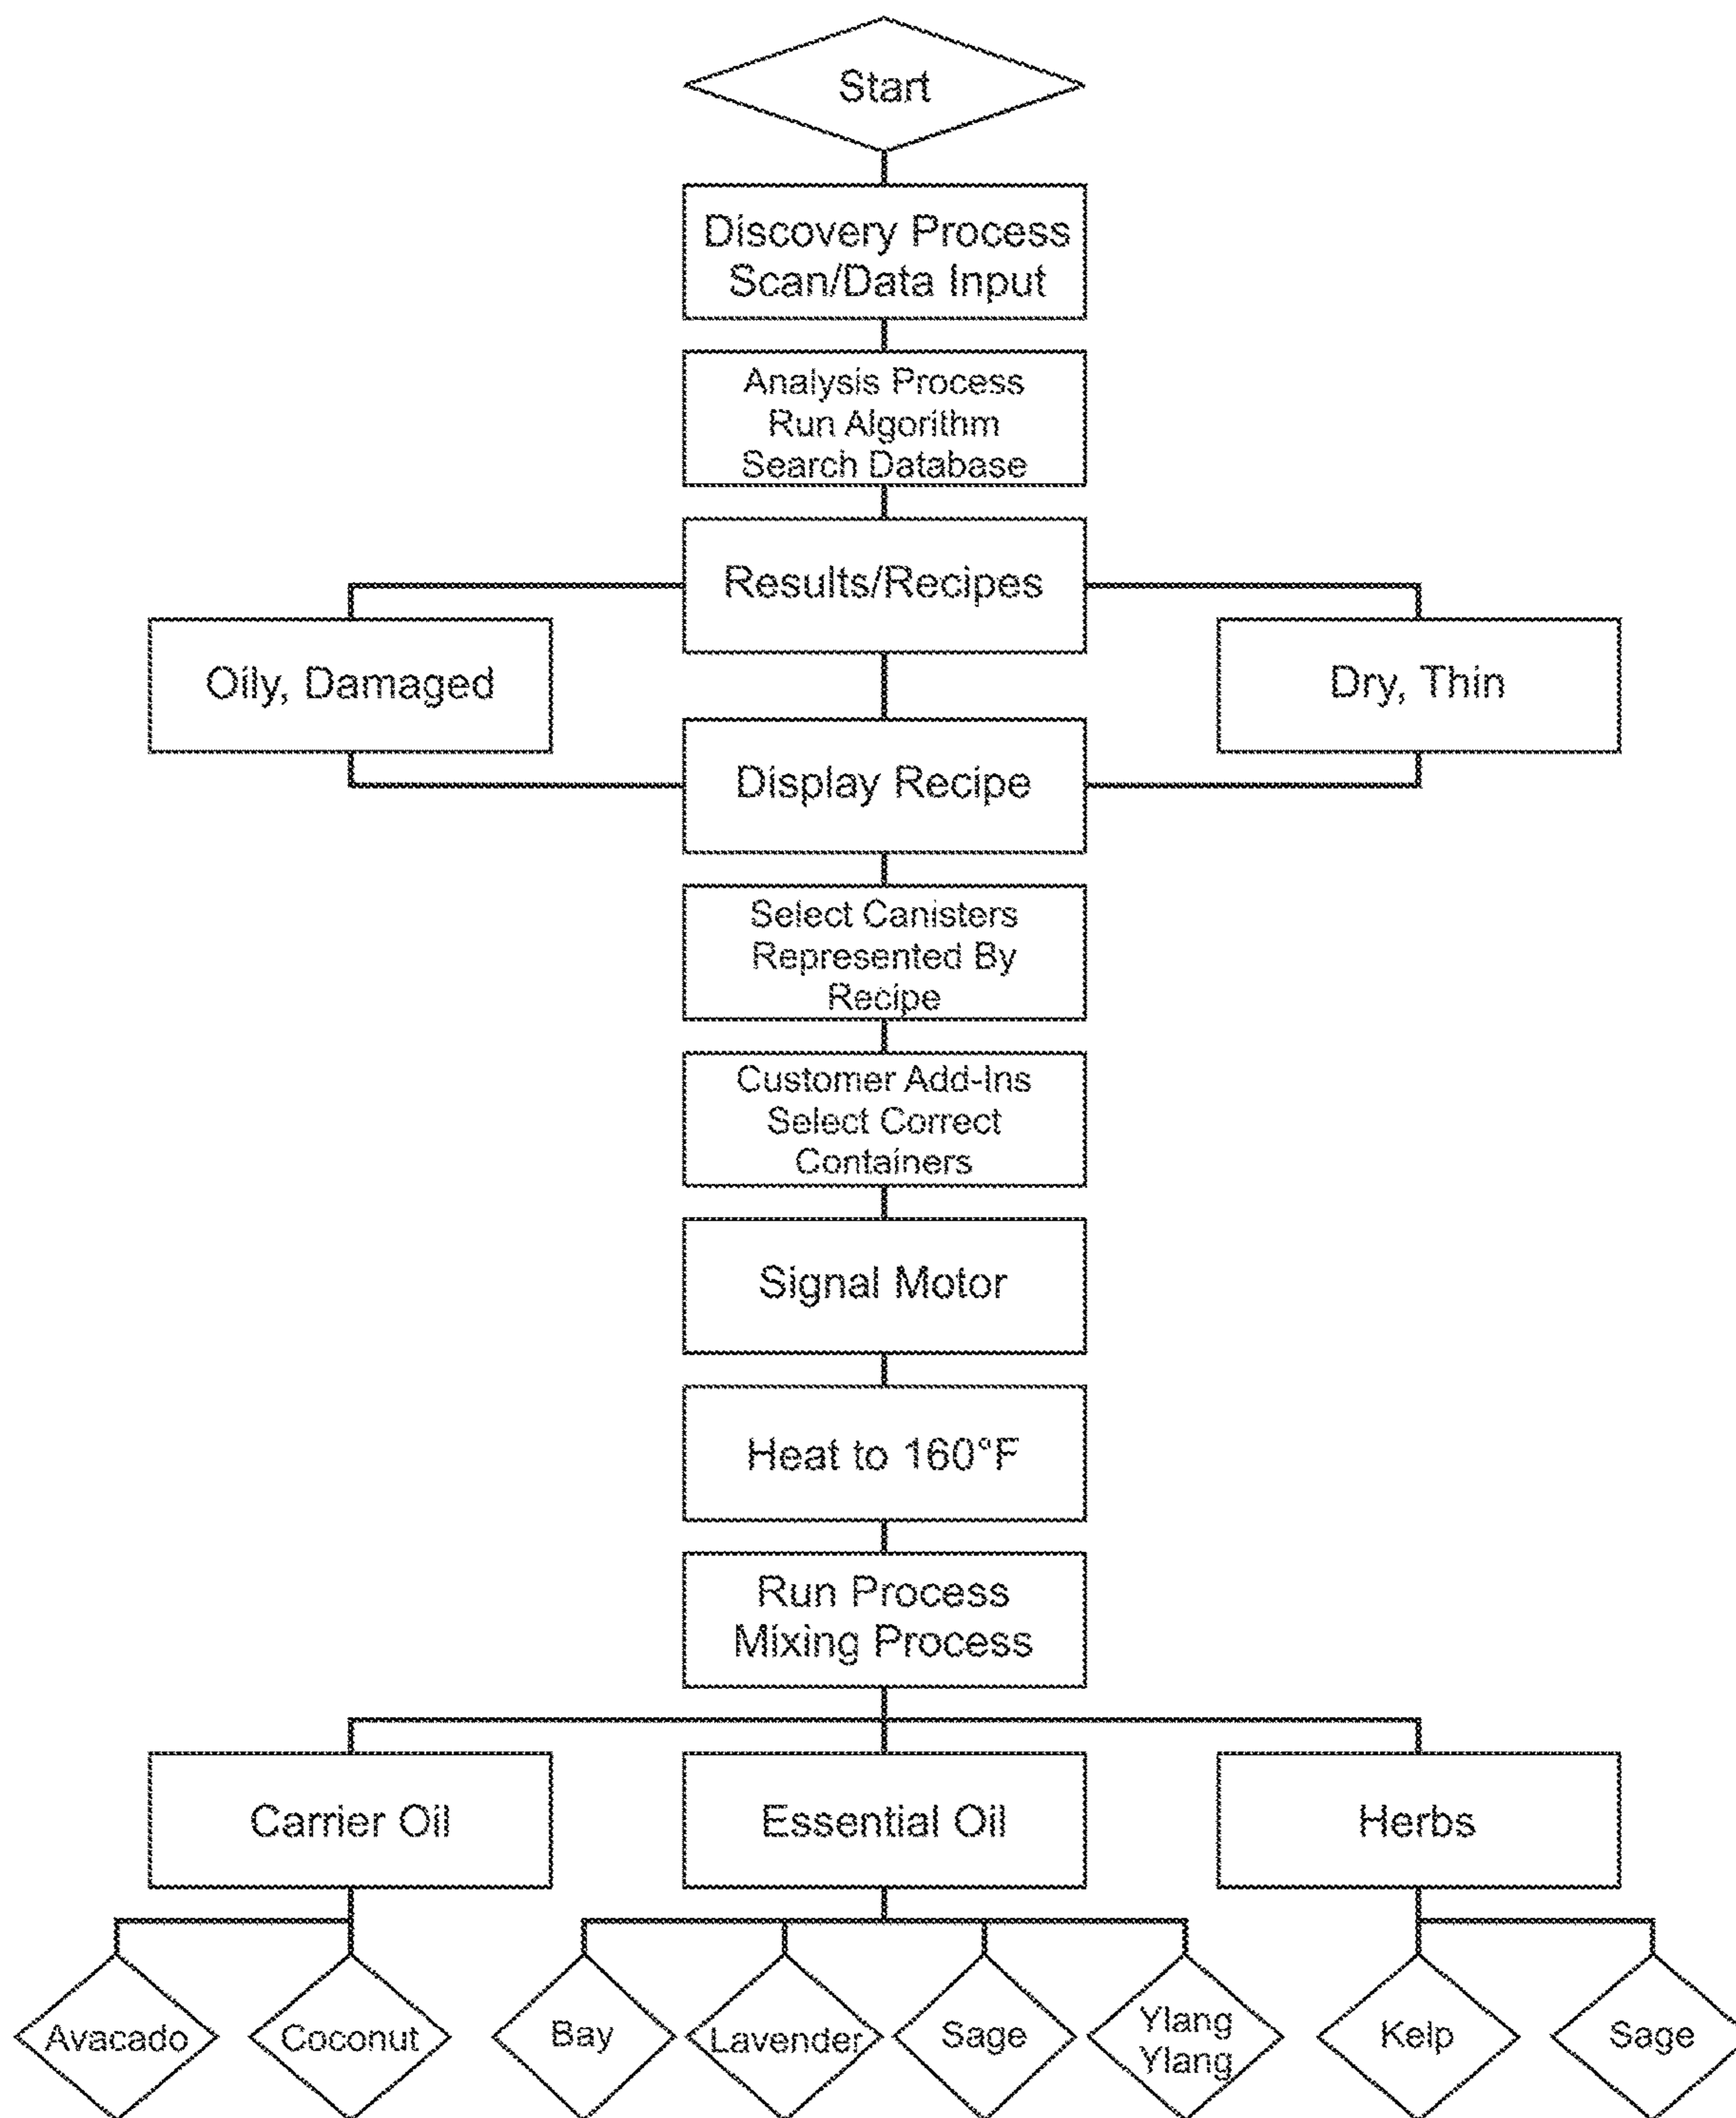 Start
Discovery Process
Scan/Data Input
Analysis Process
Run Algorithm
Search Database
Results/Recipes
Oily, Damaged
Dry, Thin
Display Recipe
Select Canisters
Represented By
Recipe
Customer Add-Ins
Select Correct
Containers
Signal Motor
Heat to 160°F
Run Process
Mixing Process
Carrier Oil
Essential Oil
Herbs
Avacado
Coconut
Bay
Lavender
Sage
Ylang
Ylang
Kelp
Sage